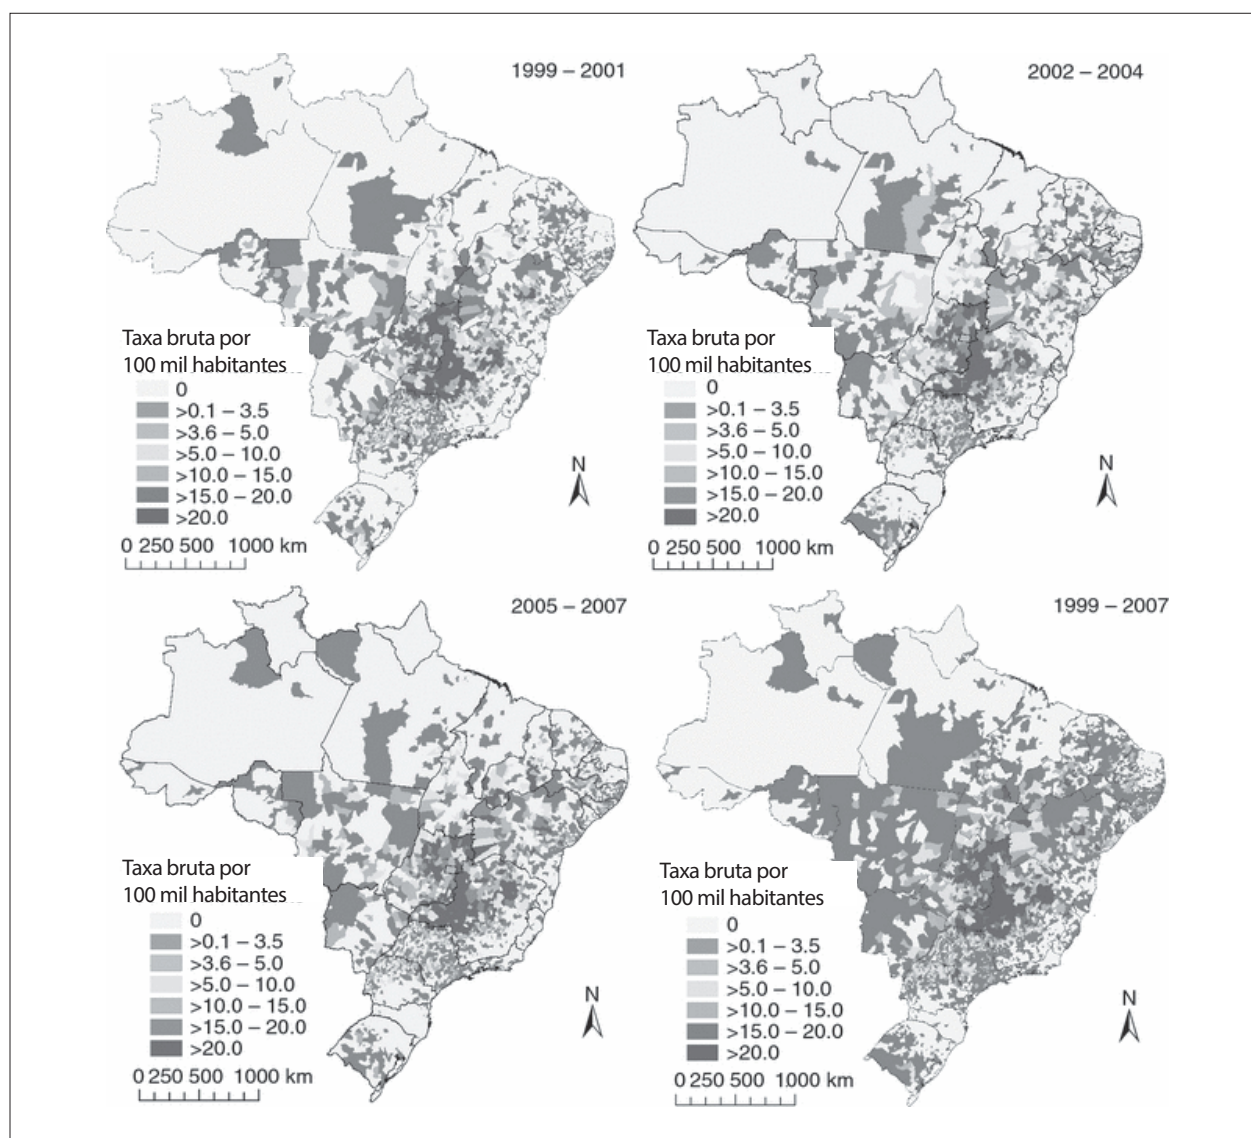 1999 – 2001
Taxa bruta por
100 mil habitantes
0
>0.1 – 3.5
>3.6 – 5.0
>5.0 – 10.0
>10.0 – 15.0
>15.0 – 20.0
>20.0
N
0 250 500 1000 km
2002 – 2004
Taxa bruta por
100 mil habitantes
0
>0.1 – 3.5
>3.6 – 5.0
>5.0 – 10.0
>10.0 – 15.0
>15.0 – 20.0
>20.0
N
0 250 500 1000 km
2005 – 2007
Taxa bruta por
100 mil habitantes
0
>0.1 – 3.5
>3.6 – 5.0
>5.0 – 10.0
>10.0 – 15.0
>15.0 – 20.0
>20.0
N
0 250 500 1000 km
1999 – 2007
Taxa bruta por
100 mil habitantes
0
>0.1 – 3.5
>3.6 – 5.0
>5.0 – 10.0
>10.0 – 15.0
>15.0 – 20.0
>20.0
N
0 250 500 1000 km